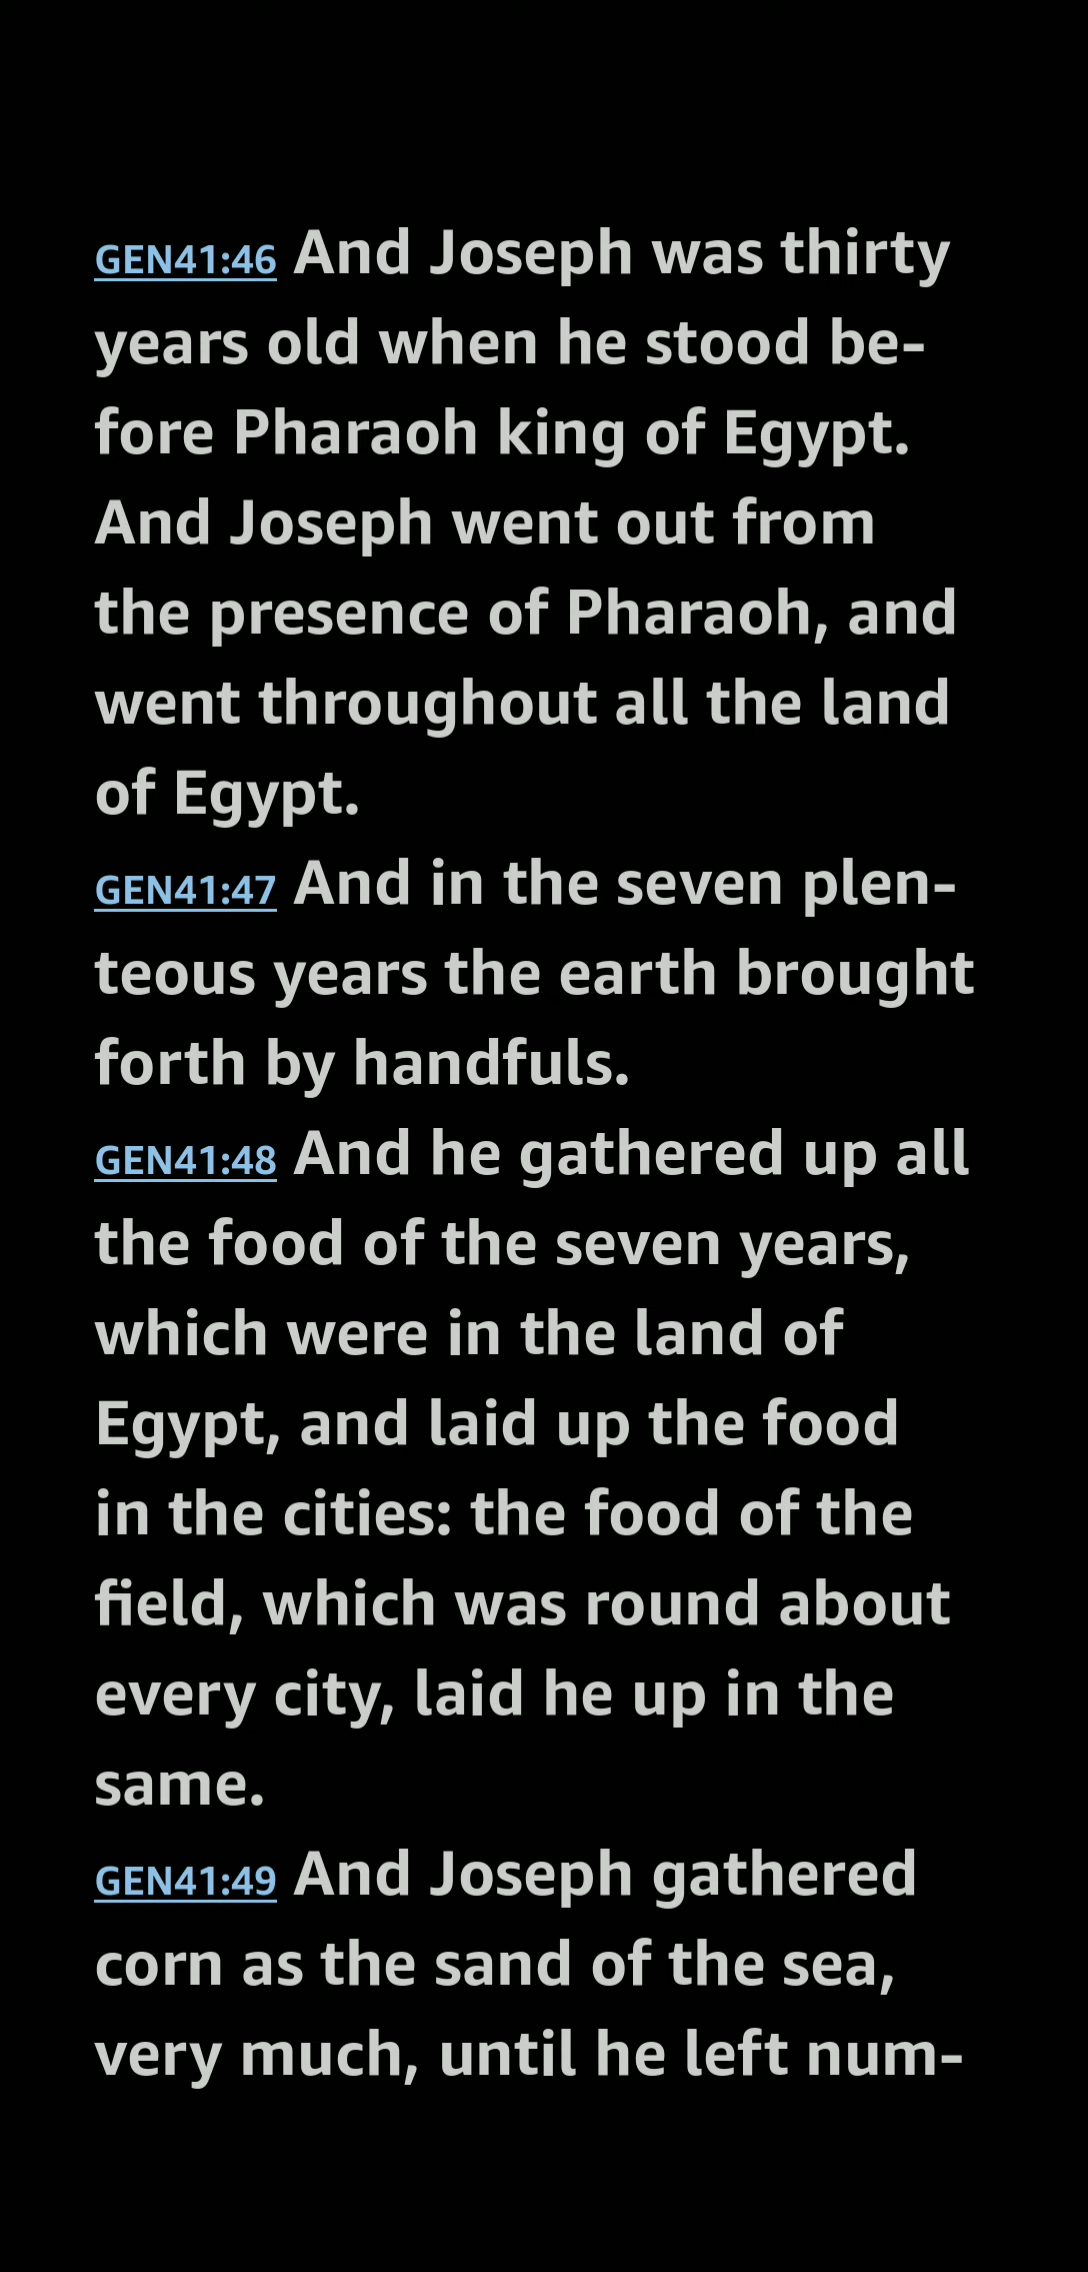 GEN41:46 And Joseph was thirty
years old when he stood be-
fore Pharaoh king of Egypt.
And Joseph went out from
the presence of Pharaoh, and
went throughout all the land
of Egypt.
GEN41:47 And in the seven plen-
teous years the earth brought
forth by handfuls.
GEN41:48 And he gathered up all
the food of the seven years,
which were in the land of
Egypt, and laid up the food
in the cities: the food of the
field, which was round about
every city, laid he up in the
same.
GEN41:49 And Joseph gathered
corn as the sand of the sea,
very much, until he left num-